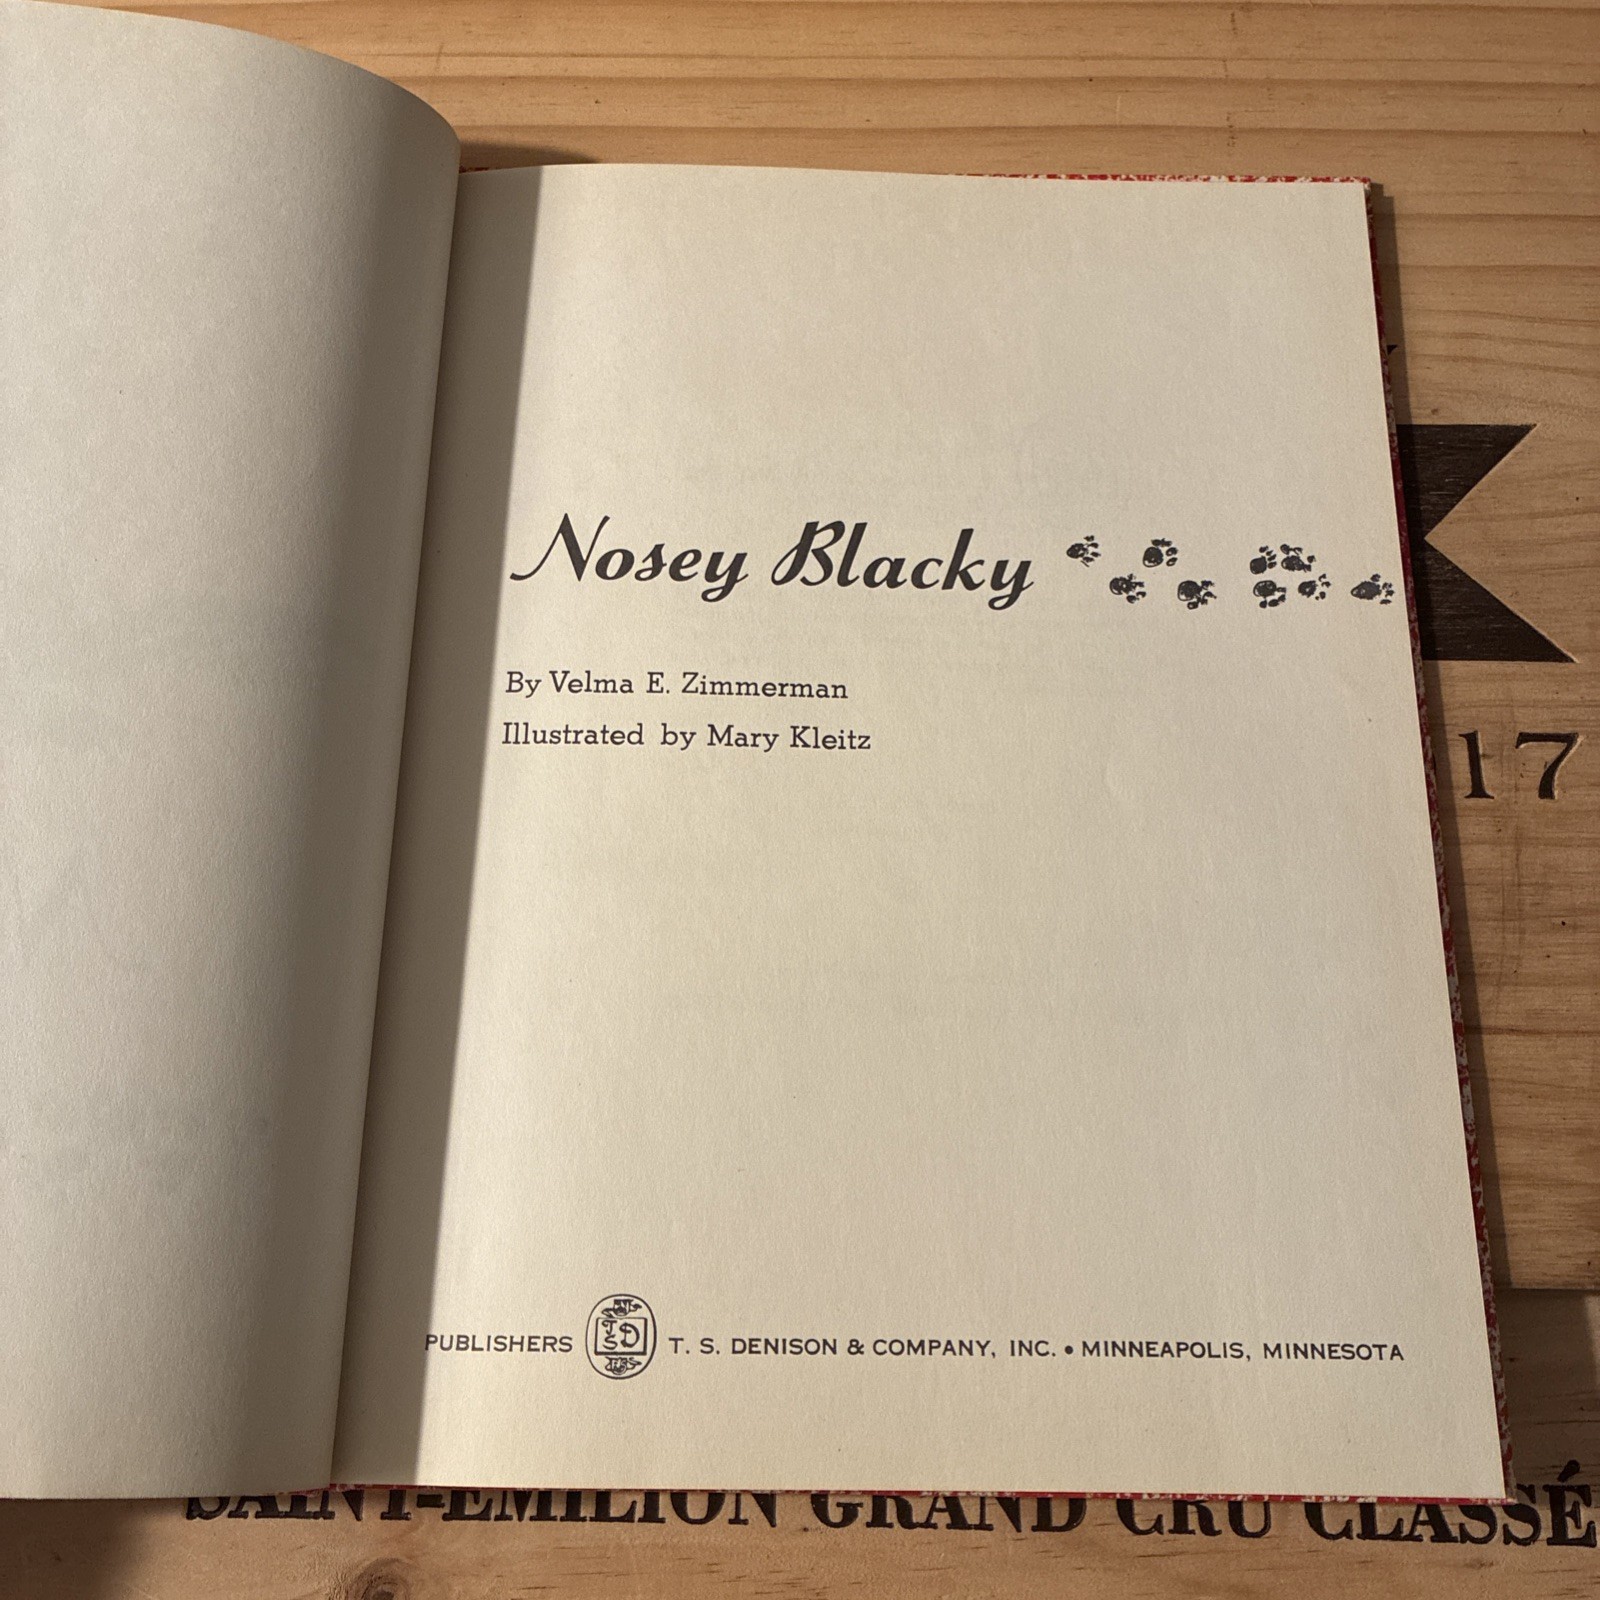 Nosey Blacky
By Velma E. Zimmerman
Illustrated by Mary Kleitz
PUBLISHERS TSD T. S. DENISON & COMPANY, INC. • MINNEAPOLIS, MINNESOTA
17
SAINT-EMILION GRAND CRU CLASSÉ